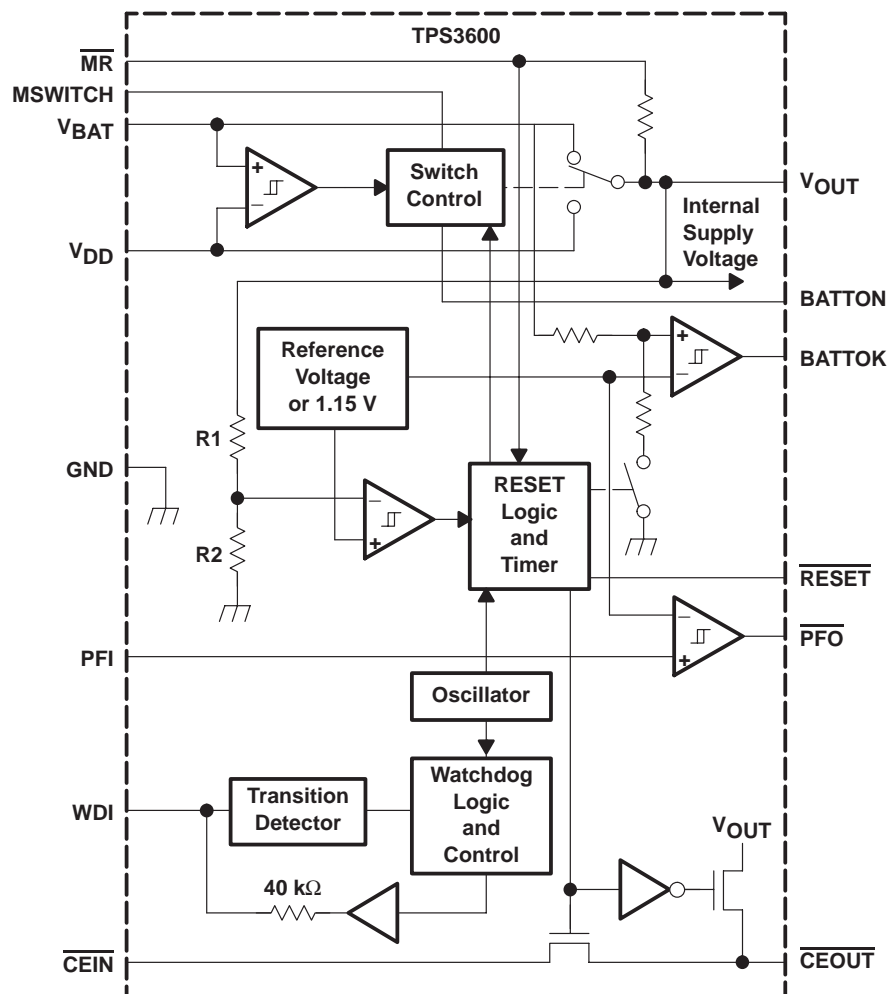 TPS3600
MR
MSWITCH
VBAT
+
–
Switch
Control
VOUT
Internal
Supply
Voltage
VDD
BATTON
Reference
Voltage
or 1.15 V
+
–
BATTOK
R1
GND
–
+
RESET
Logic
and
Timer
R2
RESET
–
+
PFO
PFI
Oscillator
WDI
Transition
Detector
Watchdog
Logic
and
Control
VOUT
40 kΩ
CEIN
CEOUT